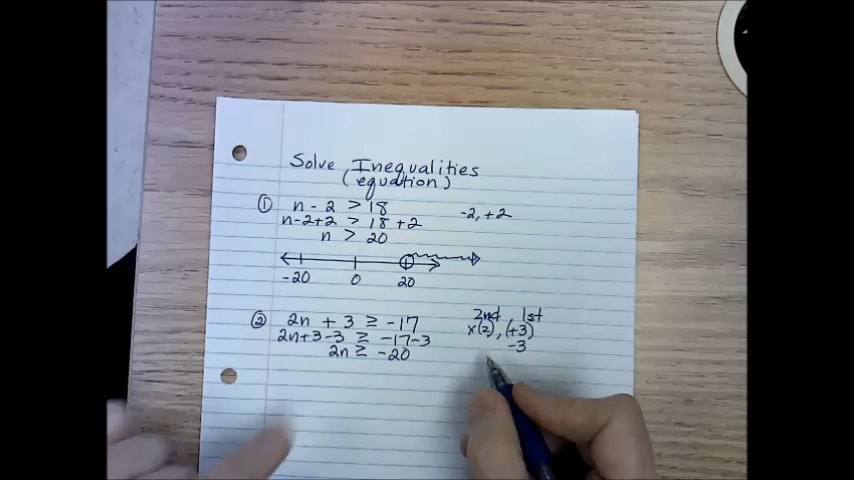 Solve Inequalities
(equation)
① n - 2 > 18 -2, +2
n-2+2 > 18 +2
n > 20
-20 0 20
2nd 1st
② 2n + 3 ≥ -17 x(2), (+3)
2n+3-3 ≥ -17-3 -3
2n ≥ -20